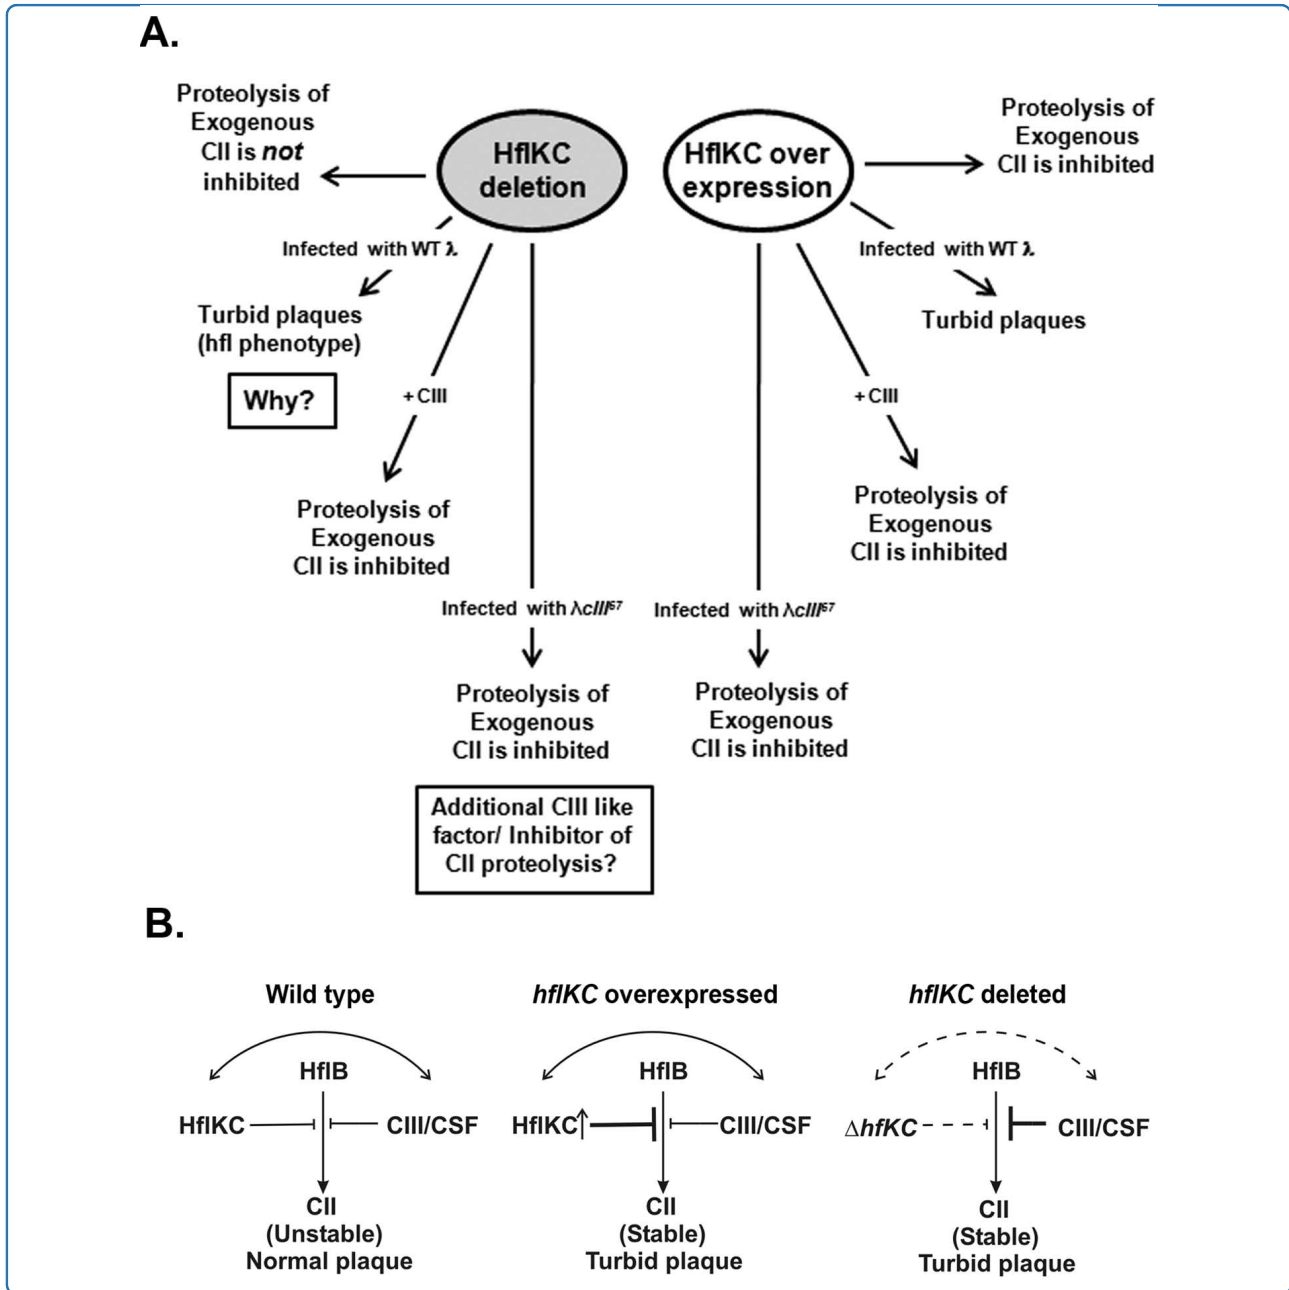 A.
Proteolysis of
Exogenous
CII is not
inhibited
HflKC
deletion
HflKC over
expression
Proteolysis of
Exogenous
CII is inhibited
Infected with WT λ
Infected with WT λ
Turbid plaques
(hfl phenotype)
Turbid plaques
Why?
+ CIII
+ CIII
Proteolysis of
Exogenous
CII is inhibited
Proteolysis of
Exogenous
CII is inhibited
Infected with λcIII⁶⁷
Infected with λcIII⁶⁷
Proteolysis of
Exogenous
CII is inhibited
Proteolysis of
Exogenous
CII is inhibited
Additional CIII like
factor/ Inhibitor of
CII proteolysis?
B.
Wild type
HflB
HflKC
CIII/CSF
CII
(Unstable)
Normal plaque
hflKC overexpressed
HflB
HflKC↑
CIII/CSF
CII
(Stable)
Turbid plaque
hflKC deleted
HflB
∆hfKC
CIII/CSF
CII
(Stable)
Turbid plaque